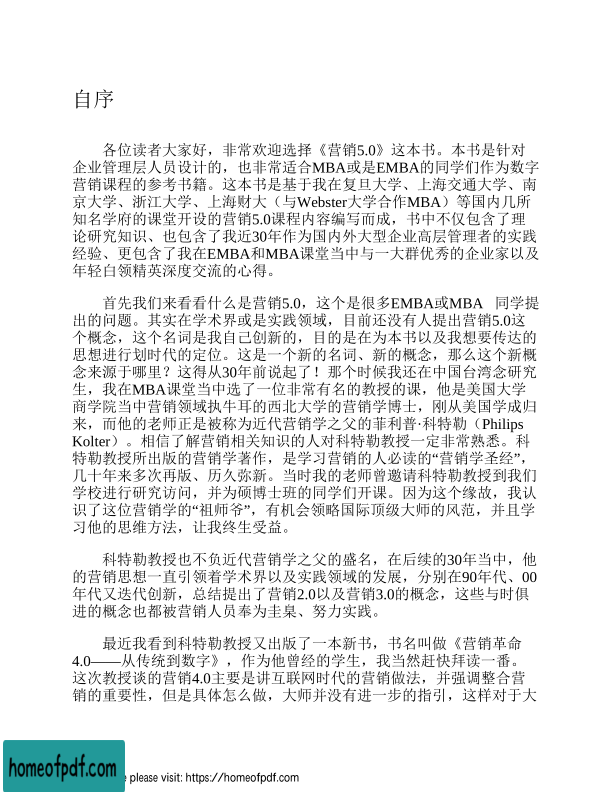 自序
各位读者大家好，非常欢迎选择《营销5.0》这本书。本书是针对
企业管理层人员设计的，也非常适合MBA或是EMBA的同学们作为数字
营销课程的参考书籍。这本书是基于我在复旦大学、上海交通大学、南
京大学、浙江大学、上海财大（与Webster大学合作MBA）等国内几所
知名学府的课堂开设的营销5.0课程内容编写而成，书中不仅包含了理
论研究知识、也包含了我近30年作为国内外大型企业高层管理者的实践
经验、更包含了我在EMBA和MBA课堂当中与一大群优秀的企业家以及
年轻白领精英深度交流的心得。
首先我们来看看什么是营销5.0，这个是很多EMBA或MBA 同学提
出的问题。其实在学术界或是实践领域，目前还没有人提出营销5.0这
个概念，这个名词是我自己创新的，目的是在为本书以及我想要传达的
思想进行划时代的定位。这是一个新的名词、新的概念，那么这个新概
念来源于哪里？这得从30年前说起了！那个时候我还在中国台湾念研究
生，我在MBA课堂当中选了一位非常有名的教授的课，他是美国大学
商学院当中营销领域执牛耳的西北大学的营销学博士，刚从美国学成归
来，而他的老师正是被称为近代营销学之父的菲利普·科特勒（Philips
Kolter）。相信了解营销相关知识的人对科特勒教授一定非常熟悉。科
特勒教授所出版的营销学著作，是学习营销的人必读的“营销学圣经”，
几十年来多次再版、历久弥新。当时我的老师曾邀请科特勒教授到我们
学校进行研究访问，并为硕博士班的同学们开课。因为这个缘故，我认
识了这位营销学的“祖师爷”，有机会领略国际顶级大师的风范，并且学
习他的思维方法，让我终生受益。
科特勒教授也不负近代营销学之父的盛名，在后续的30年当中，他
的营销思想一直引领着学术界以及实践领域的发展，分别在90年代、00
年代又迭代创新，总结提出了营销2.0以及营销3.0的概念，这些与时俱
进的概念也都被营销人员奉为圭臬、努力实践。
最近我看到科特勒教授又出版了一本新书，书名叫做《营销革命
4.0——从传统到数字》，作为他曾经的学生，我当然赶快拜读一番。
这次教授谈的营销4.0主要是讲互联网时代的营销做法，并强调整合营
销的重要性，但是具体怎么做，大师并没有进一步的指引，这样对于大
homeofpdf.com
please visit: https://homeofpdf.com